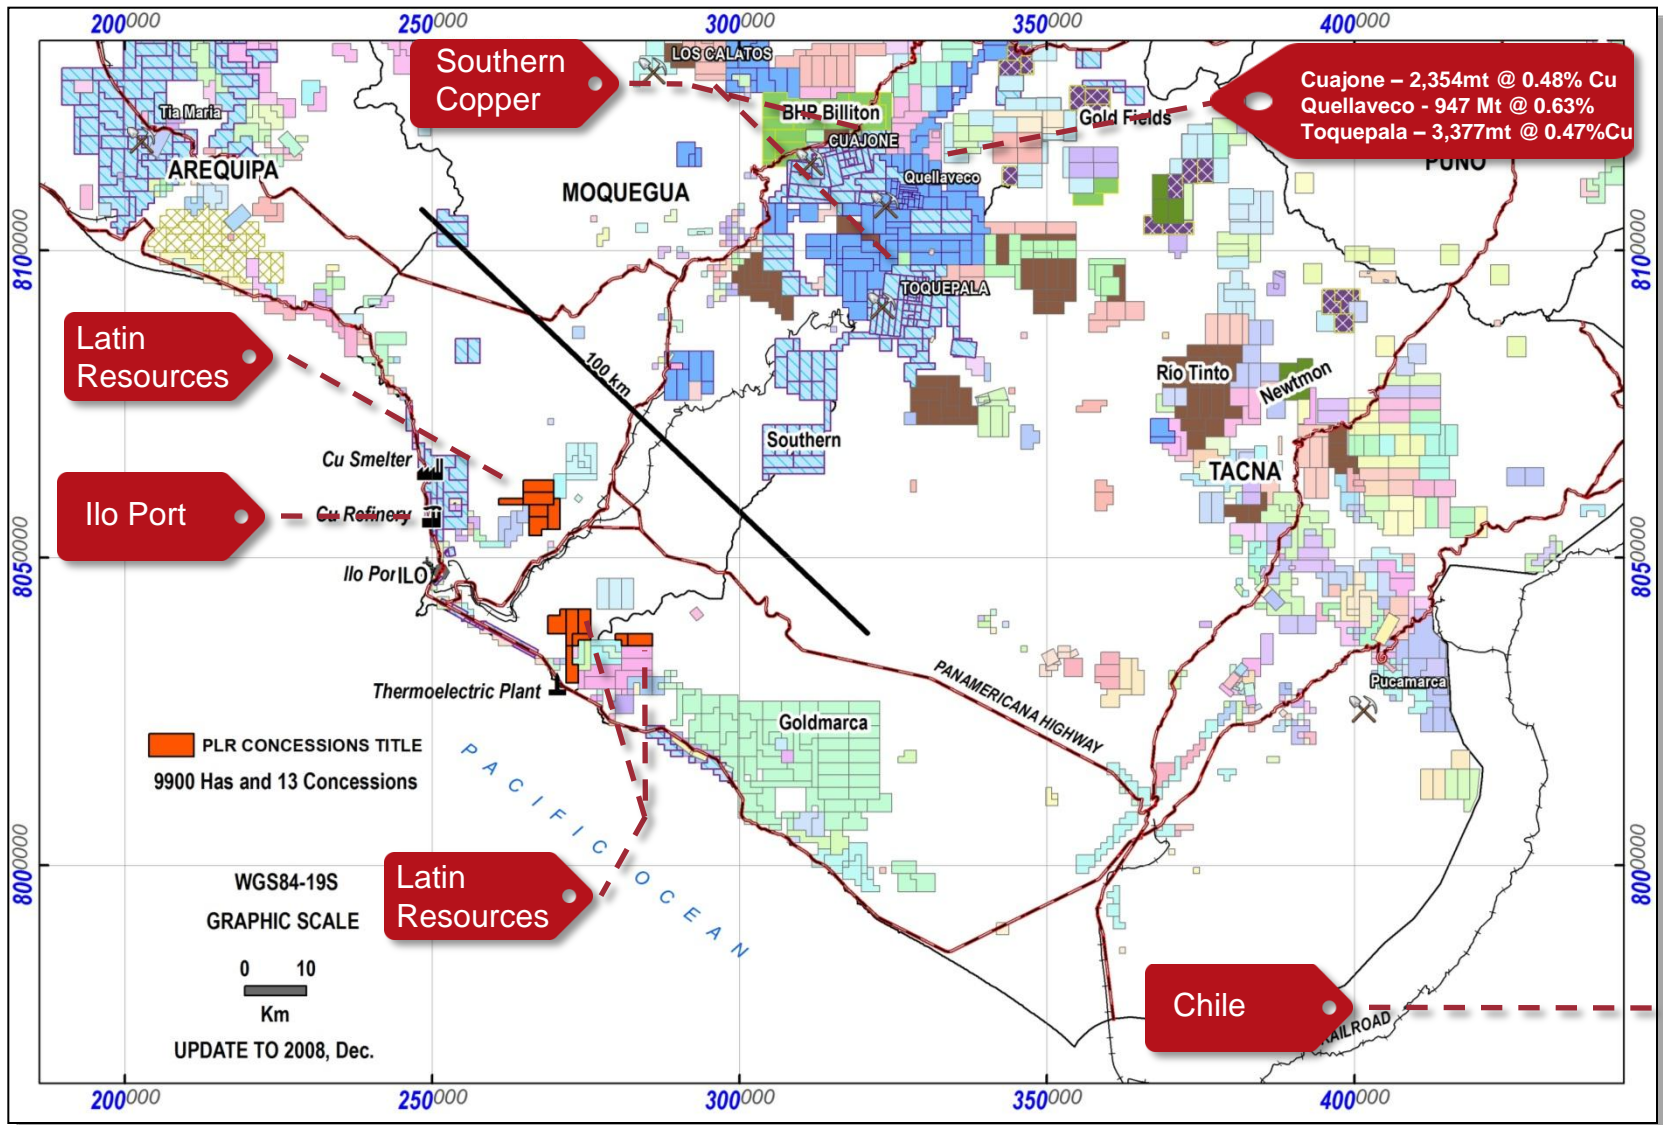 200000 250000 300000 350000 400000
Southern
Copper
LOS CALATOS
Cuajone – 2,354mt @ 0.48% Cu
Quellaveco - 947 Mt @ 0.63%
Toquepala – 3,377mt @ 0.47%Cu
Tia Maria
BHP Billiton
Gold Fields
CUAJONE
AREQUIPA
MOQUEGUA
Quellaveco
PUNO
8100000
8100000
TOQUEPALA
Latin
Resources
100 km
Rio Tinto
Newtmon
Southern
Cu Smelter
TACNA
Ilo Port
Cu Refinery
8050000
8050000
Ilo Por ILO
PANAMERICANA HIGHWAY
Pucamarca
Thermoelectric Plant
Goldmarca
PLR CONCESSIONS TITLE
9900 Has and 13 Concessions
PACIFIC OCEAN
8000000
8000000
Latin
Resources
WGS84-19S
GRAPHIC SCALE
0 10
Km
UPDATE TO 2008, Dec.
Chile
RAILROAD
200000 250000 300000 350000 400000